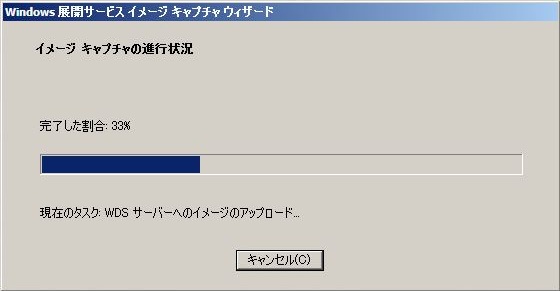 Windows 展開サービス イメージ キャプチャ ウィザード
イメージ キャプチャの進行状況
完了した割合: 33%
現在のタスク: WDS サーバーへのイメージのアップロード...
キャンセル(C)